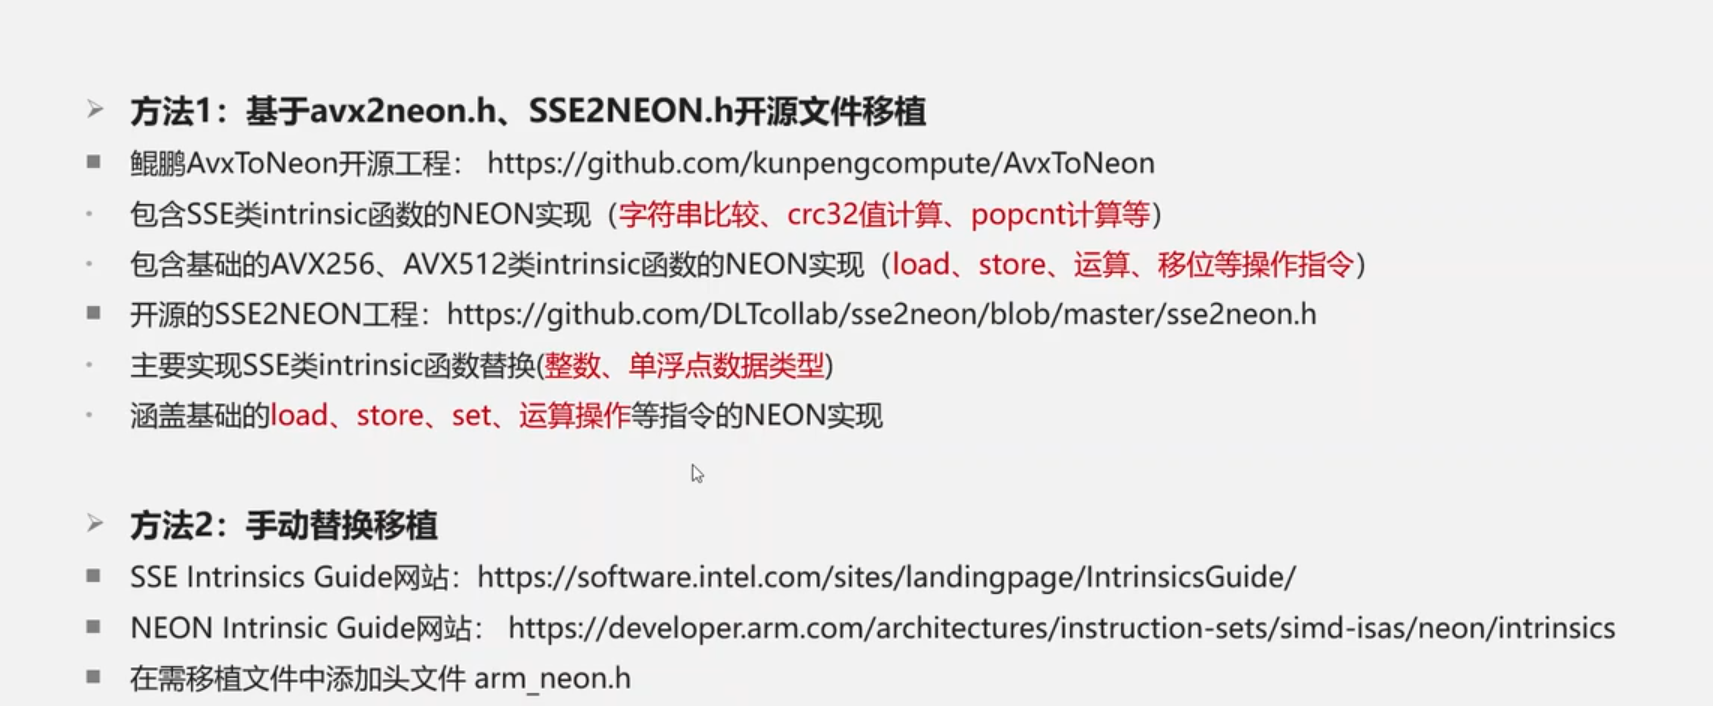 ➢ 方法1：基于avx2neon.h、SSE2NEON.h开源文件移植
■ 鲲鹏AvxToNeon开源工程： https://github.com/kunpengcompute/AvxToNeon
· 包含SSE类intrinsic函数的NEON实现（字符串比较、crc32值计算、popcnt计算等）
· 包含基础的AVX256、AVX512类intrinsic函数的NEON实现（load、store、运算、移位等操作指令）
■ 开源的SSE2NEON工程：https://github.com/DLTcollab/sse2neon/blob/master/sse2neon.h
· 主要实现SSE类intrinsic函数替换(整数、单浮点数据类型)
· 涵盖基础的load、store、set、运算操作等指令的NEON实现
➢ 方法2：手动替换移植
■ SSE Intrinsics Guide网站：https://software.intel.com/sites/landingpage/IntrinsicsGuide/
■ NEON Intrinsic Guide网站： https://developer.arm.com/architectures/instruction-sets/simd-isas/neon/intrinsics
■ 在需移植文件中添加头文件 arm_neon.h